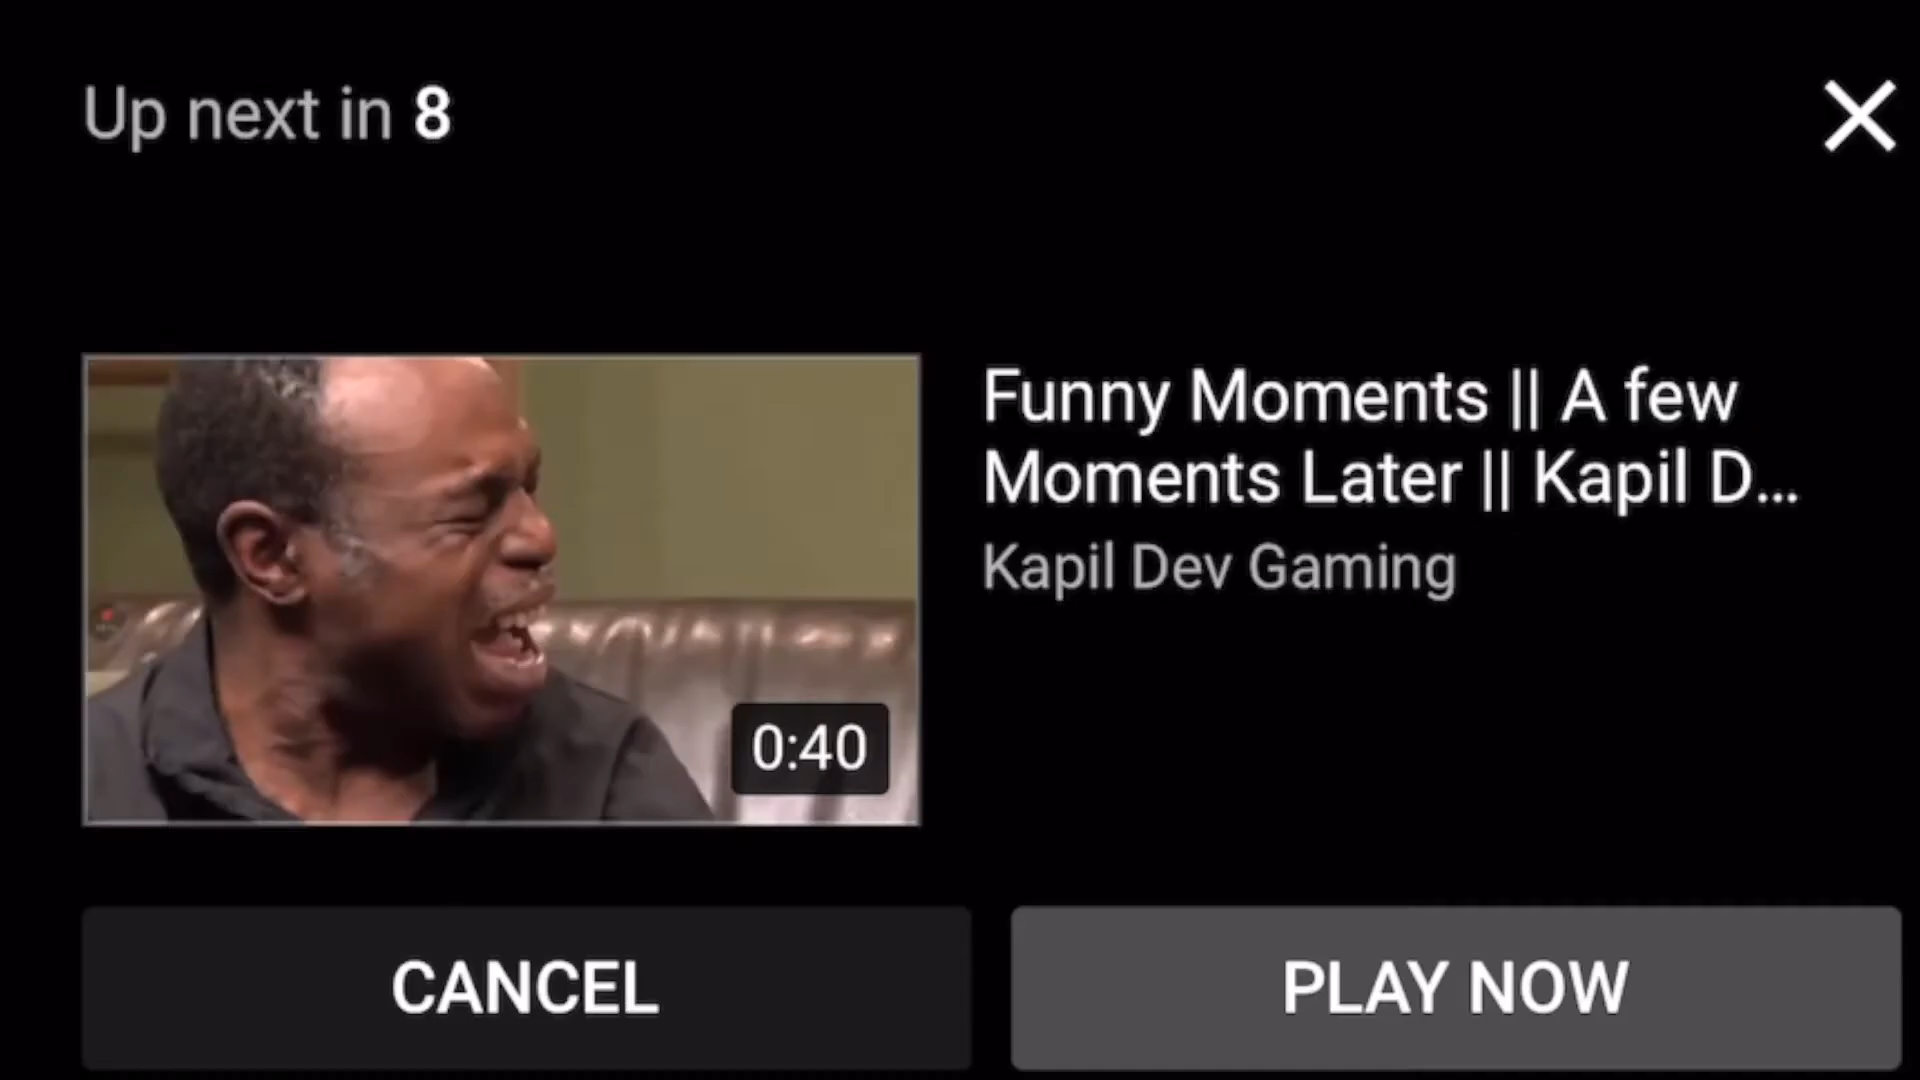 Up next in 8
Funny Moments || A few
Moments Later || Kapil D...
Kapil Dev Gaming
0:40
CANCEL
PLAY NOW